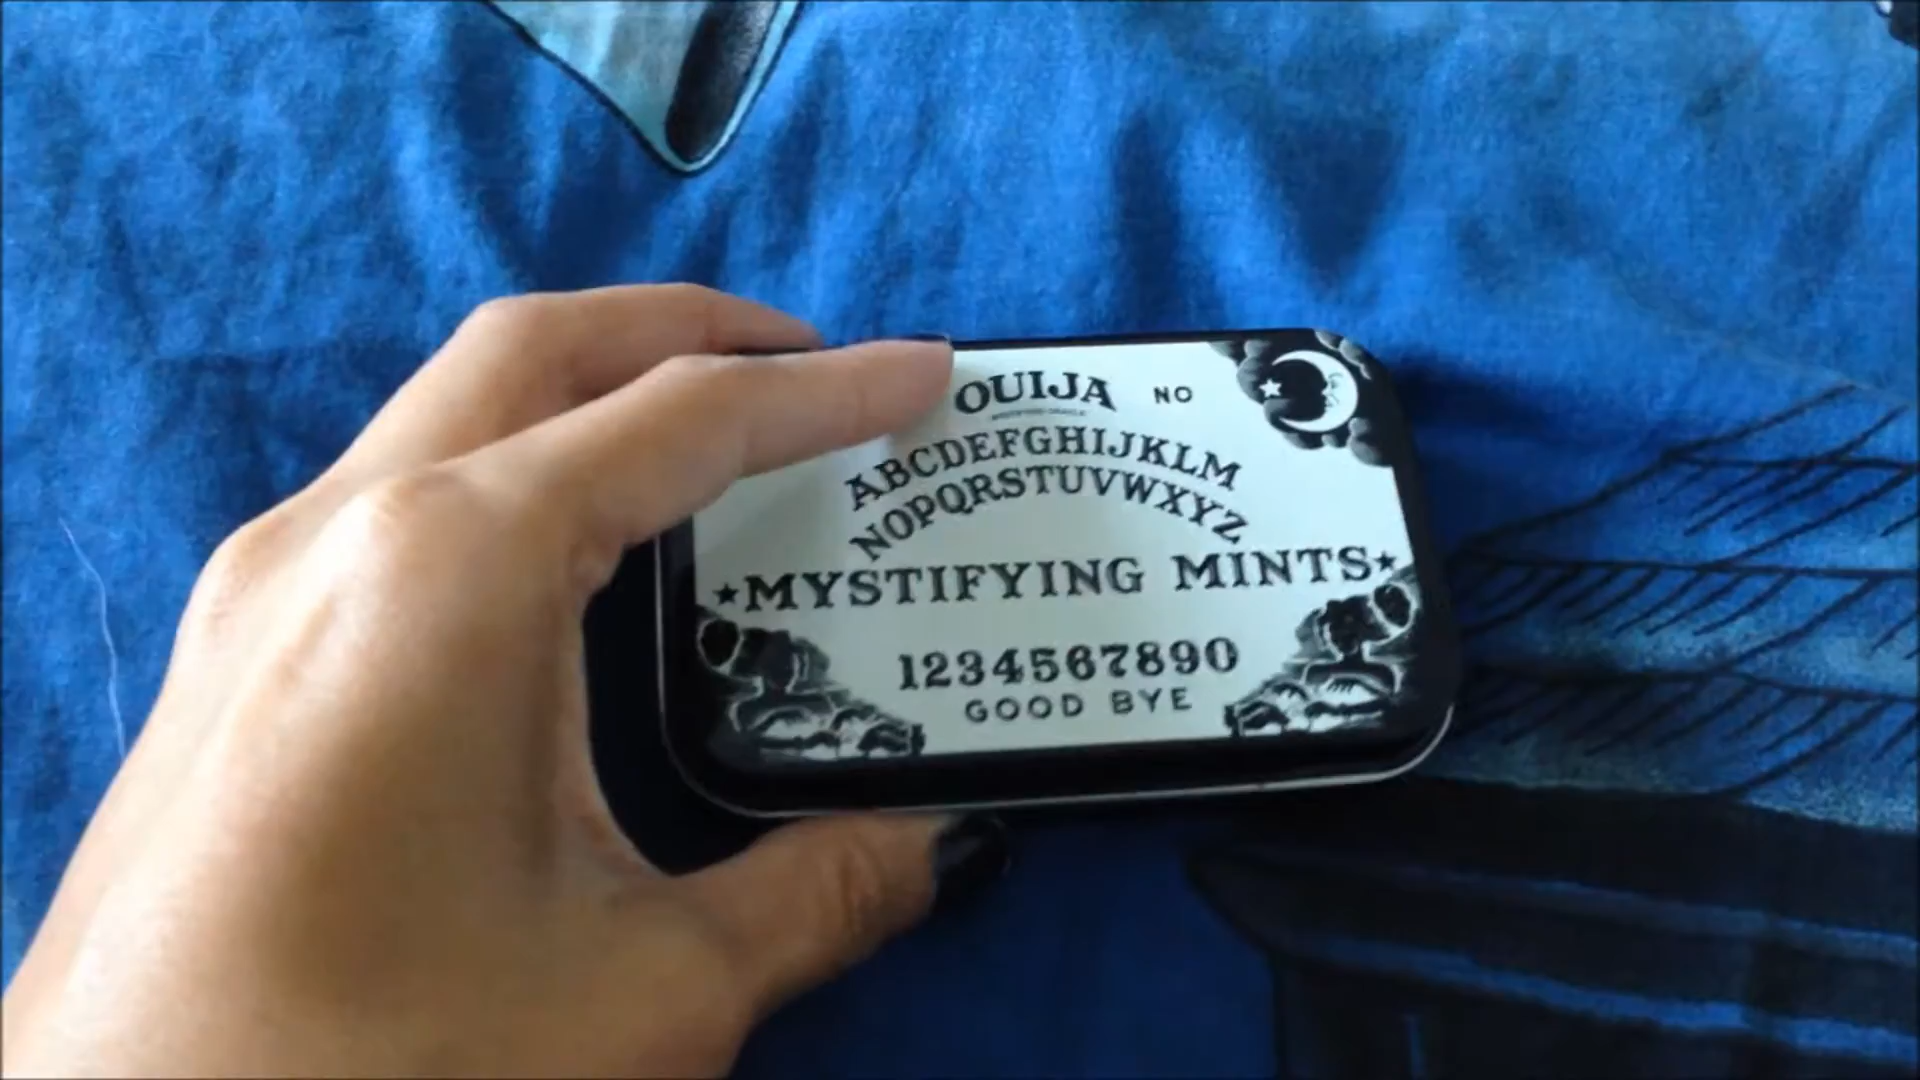 OUIJA NO
ABCDEFGHIJKLM
NOPQRSTUVWXYZ
★MYSTIFYING MINTS★
1234567890
GOOD BYE